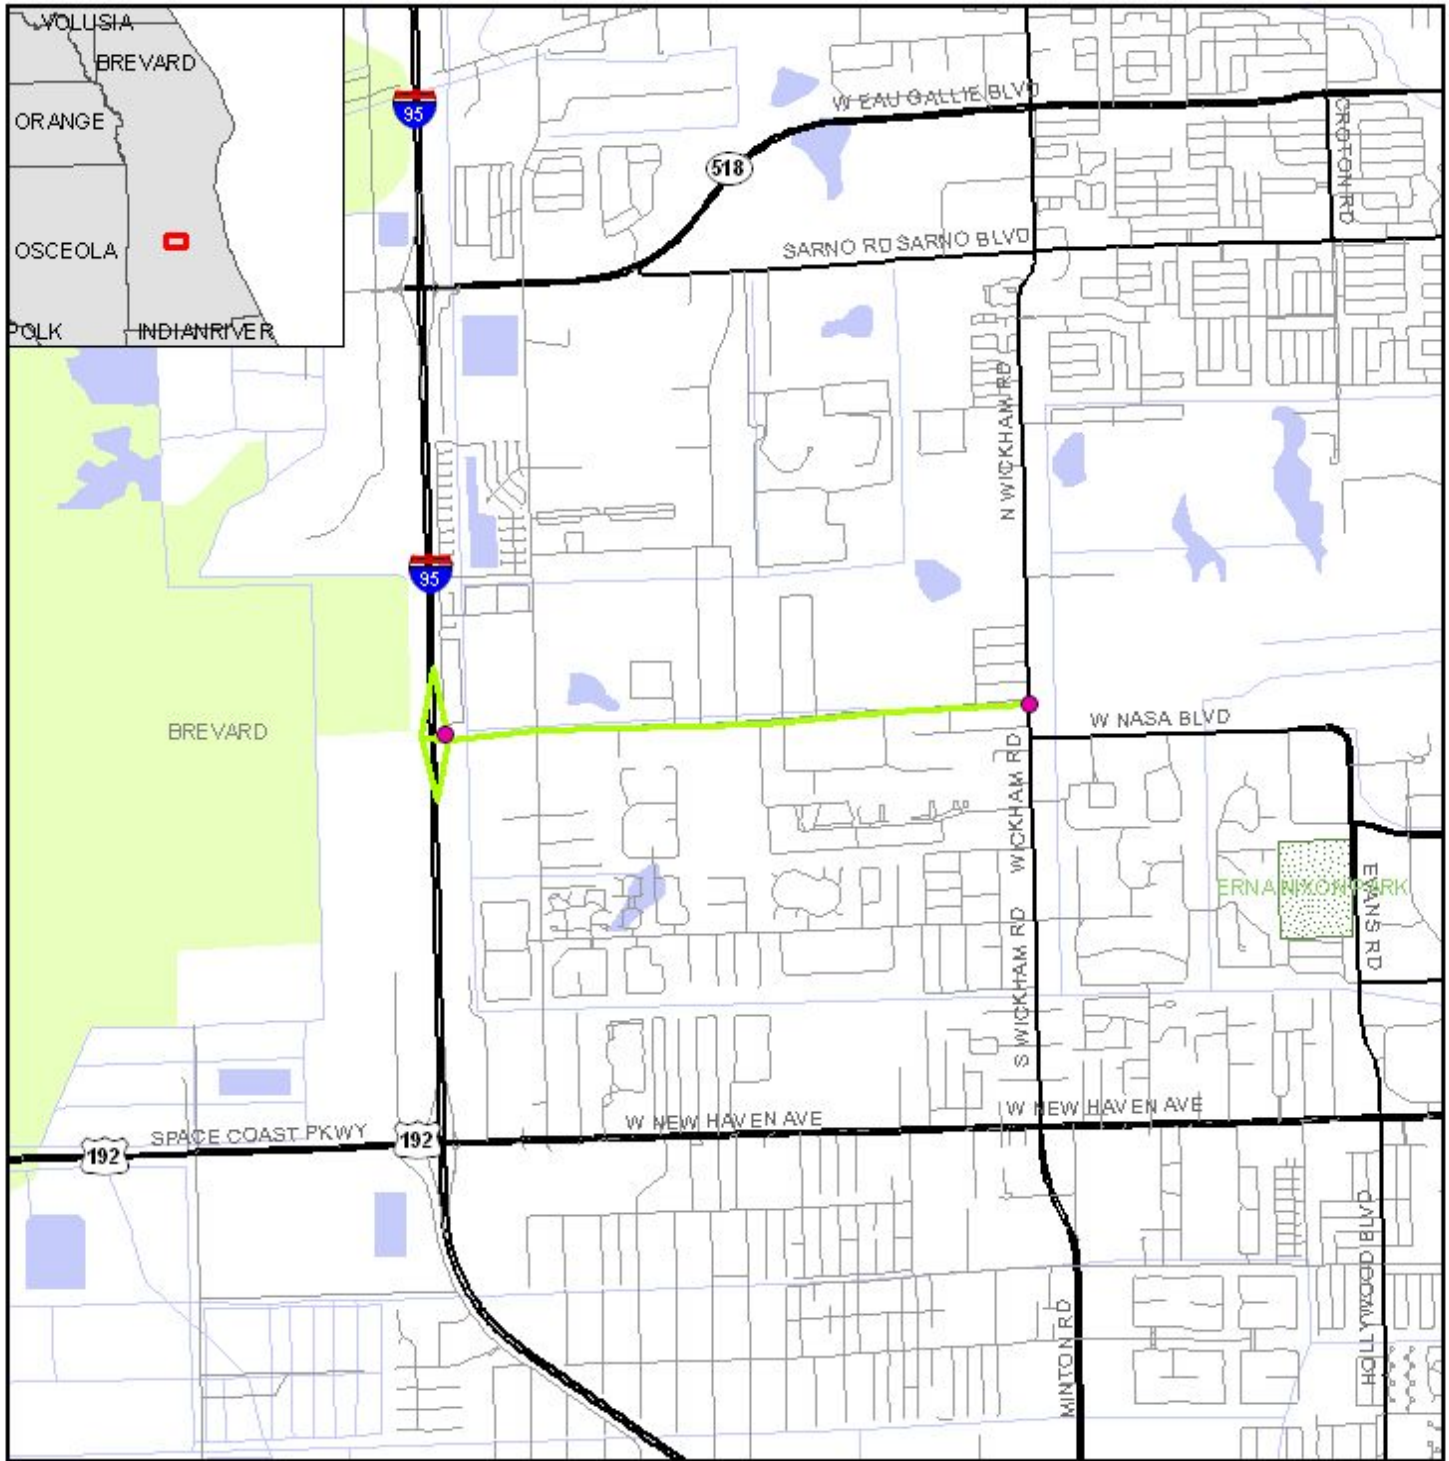 VOLUSIA
BREVARD
ORANGE
OSCEOLA
POLK
INDIANRIVER
95
W EAU GALLIE BLVD
518
CROTON RD
SARNO RD
SARNO BLVD
N WICKHAM RD
95
BREVARD
W NASA BLVD
WICKHAM RD
ERNA NIXON PARK
EVANS RD
S WICKHAM RD
W NEW HAVEN AVE
W NEW HAVEN AVE
SPACE COAST PKWY
192
192
HOLLYWOOD BLVD
MINTON RD